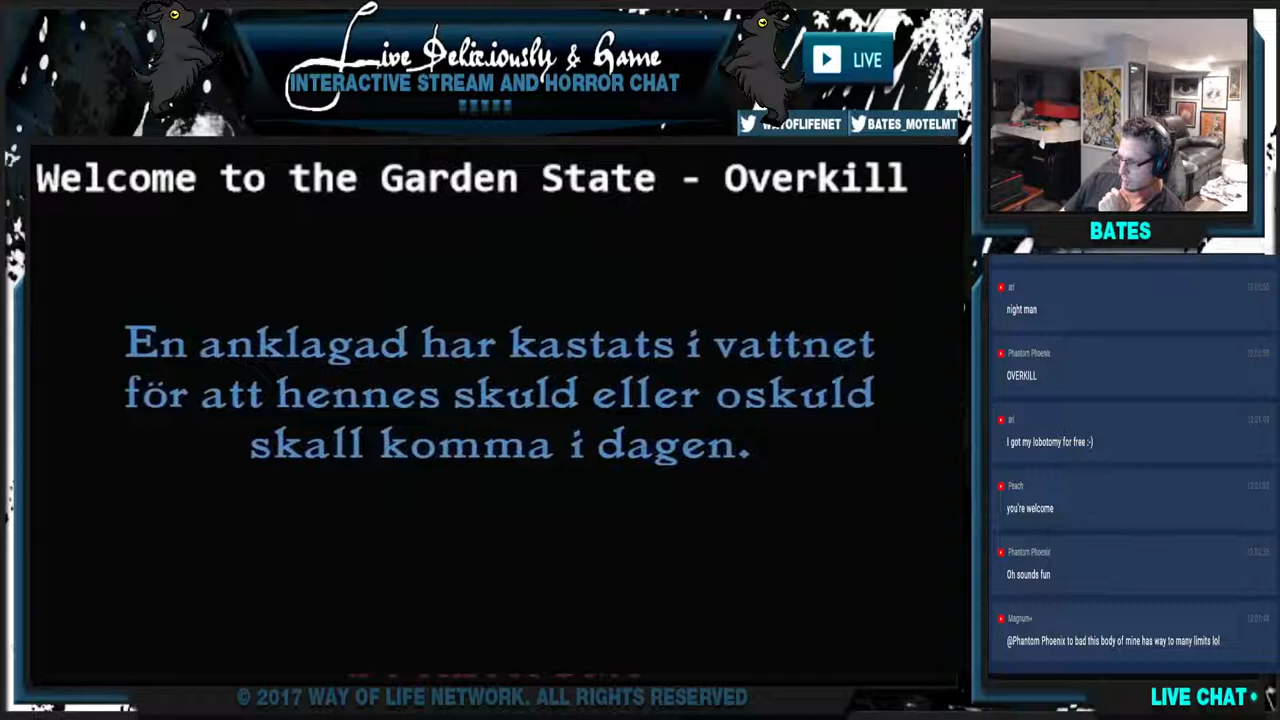 Live Deliciously & Game
INTERACTIVE STREAM AND HORROR CHAT
LIVE
WAYOFLIFENET
BATES_MOTELMT
Welcome to the Garden State - Overkill
En anklagad har kastats i vattnet
för att hennes skuld eller oskuld
skall komma i dagen.
© 2017 WAY OF LIFE NETWORK. ALL RIGHTS RESERVED
BATES
night man
Phantom Phoenix
OVERKILL
I got my lobotomy for free :-)
Peach
you're welcome
Phantom Phoenix
Oh sounds fun
Magnum+
@Phantom Phoenix to bad this body of mine has way to many limits lol
LIVE CHAT